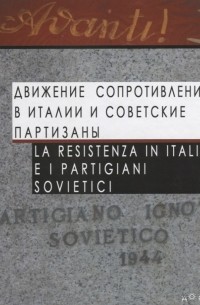 Avanti!
ДВИЖЕНИЕ СОПРОТИВЛЕНИ
В ИТАЛИИ И СОВЕТСКИЕ
ПАРТИЗАНЫ
LA RESISTENZA IN ITALI
E I PARTIGIANI
SOVIETICI
ARTIGIANO IGNO
SOVIETICO
1944